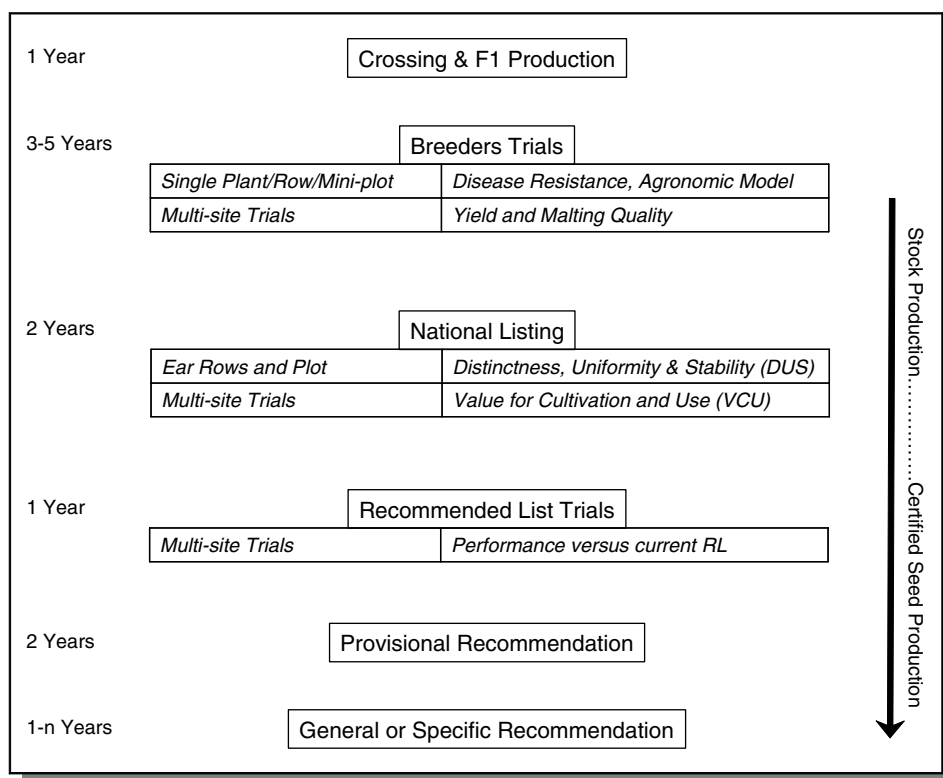 1 Year
Crossing & F1 Production
3-5 Years
Breeders Trials
Single Plant/Row/Mini-plot
Disease Resistance, Agronomic Model
Multi-site Trials
Yield and Malting Quality
2 Years
National Listing
Ear Rows and Plot
Distinctness, Uniformity & Stability (DUS)
Multi-site Trials
Value for Cultivation and Use (VCU)
1 Year
Recommended List Trials
Multi-site Trials
Performance versus current RL
2 Years
Provisional Recommendation
1-n Years
General or Specific Recommendation
Stock Production...............Certified Seed Production